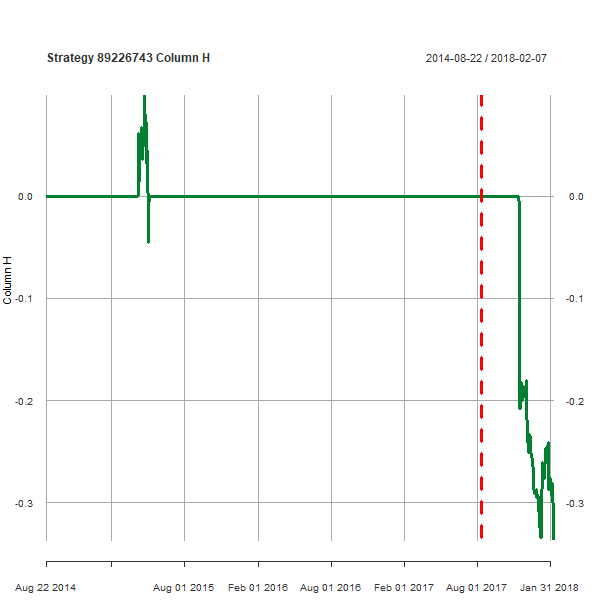 Strategy 89226743 Column H
2014-08-22 / 2018-02-07
0.0 0.0
-0.1 -0.1
-0.2 -0.2
-0.3 -0.3
Column H
Aug 22 2014 Aug 01 2015 Feb 01 2016 Aug 01 2016 Feb 01 2017 Aug 01 2017 Jan 31 2018